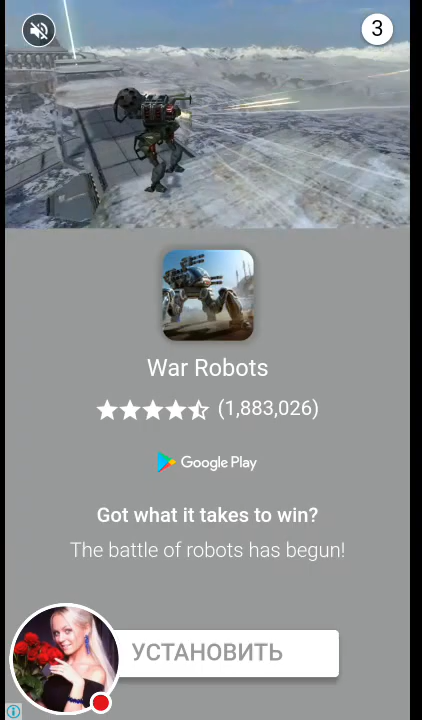 3
War Robots
(1,883,026)
Google Play
Got what it takes to win?
The battle of robots has begun!
УСТАНОВИТЬ